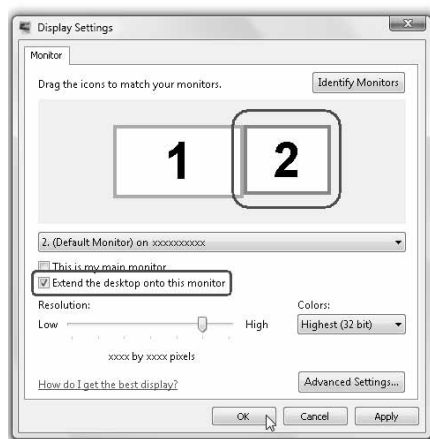 Display Settings
Monitor
Drag the icons to match your monitors.
Identify Monitors
1
2
2. (Default Monitor) on xxxxxxxxxx
This is my main monitor
Extend the desktop onto this monitor
Resolution:
Colors:
Low
High
Highest (32 bit)
xxxx by xxxx pixels
How do I get the best display?
Advanced Settings...
OK
Cancel
Apply